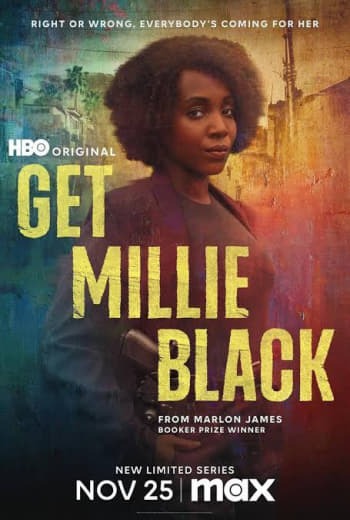 RIGHT OR WRONG, EVERYBODY'S COMING FOR HER
HBO ORIGINAL
GET
MILLIE
BLACK
FROM MARLON JAMES
BOOKER PRIZE WINNER
NEW LIMITED SERIES
NOV 25 | max